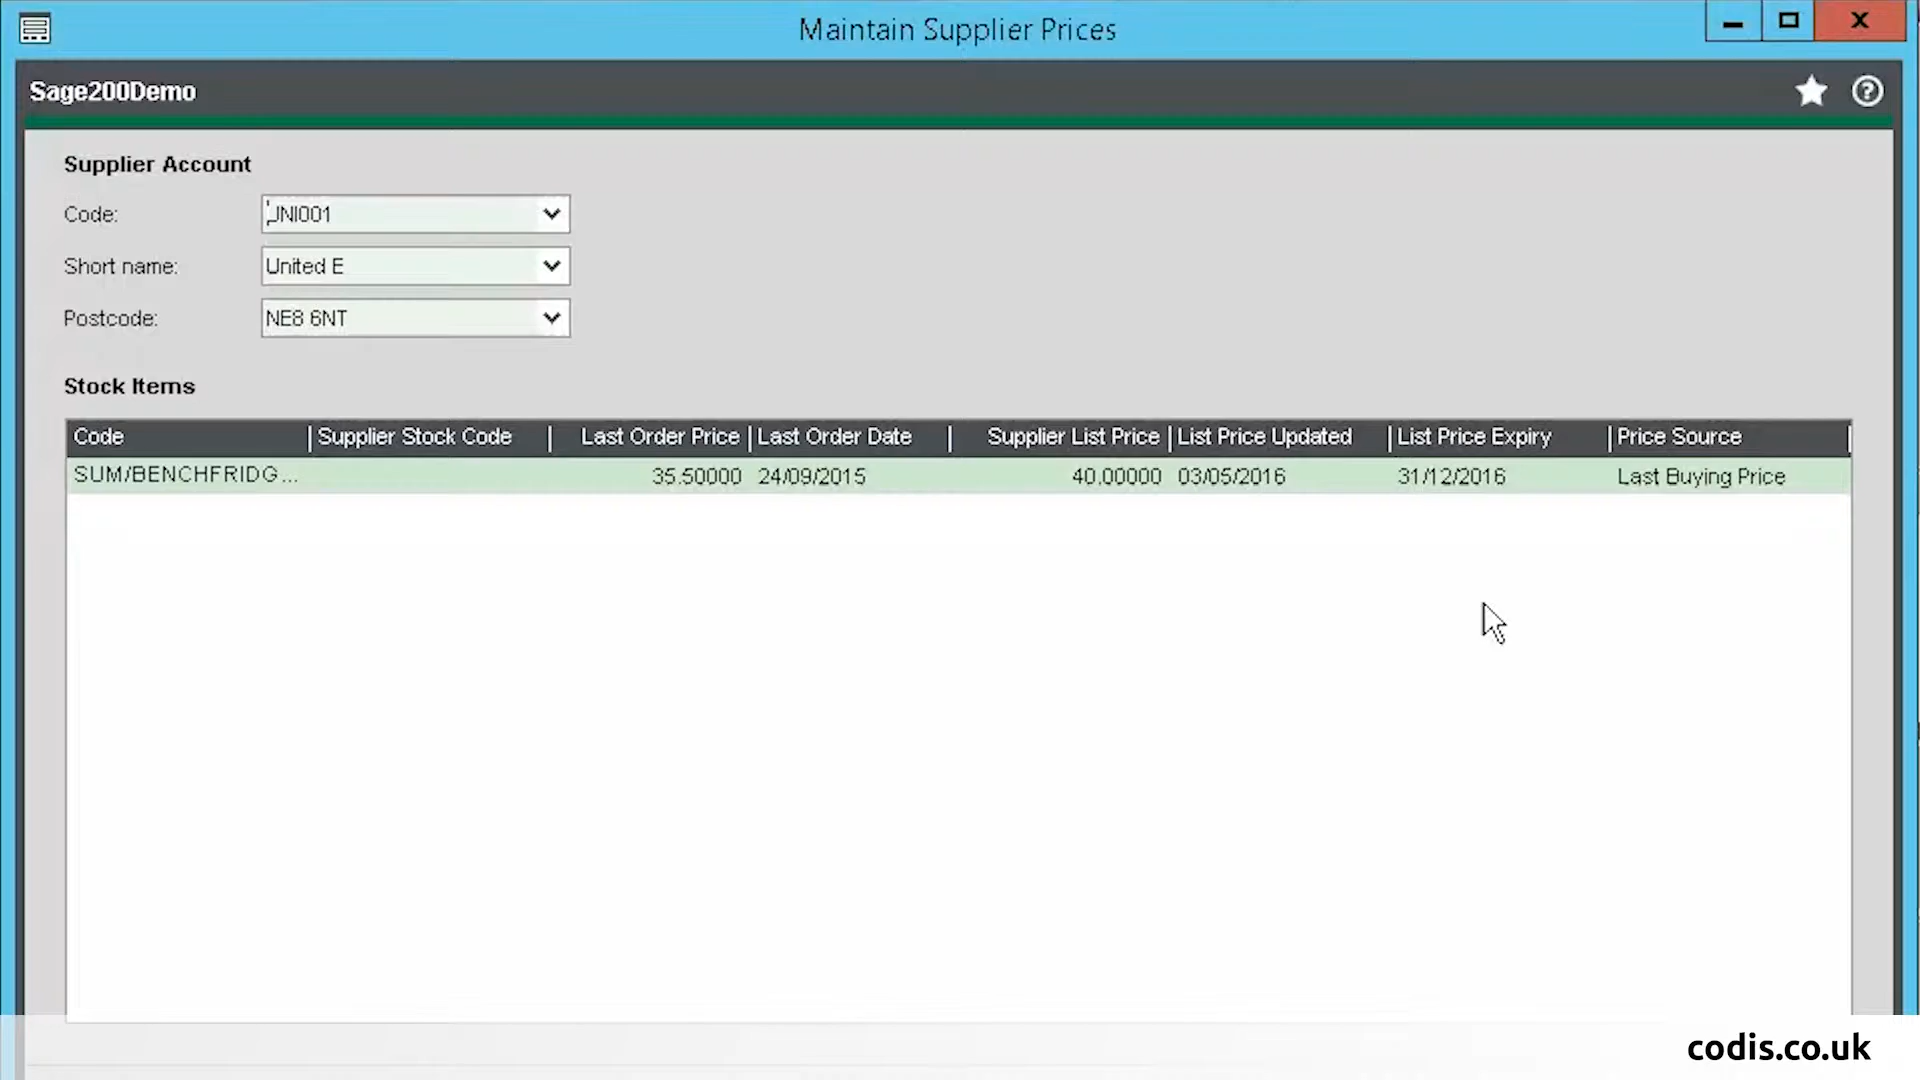 Maintain Supplier Prices
Sage200Demo
Supplier Account
Code: UNI001
Short name: United E
Postcode: NE8 6NT
Stock Items
Code Supplier Stock Code Last Order Price Last Order Date Supplier List Price List Price Updated List Price Expiry Price Source
SUM/BENCHFRIDG... 35.50000 24/09/2015 40.00000 03/05/2016 31/12/2016 Last Buying Price
codis.co.uk